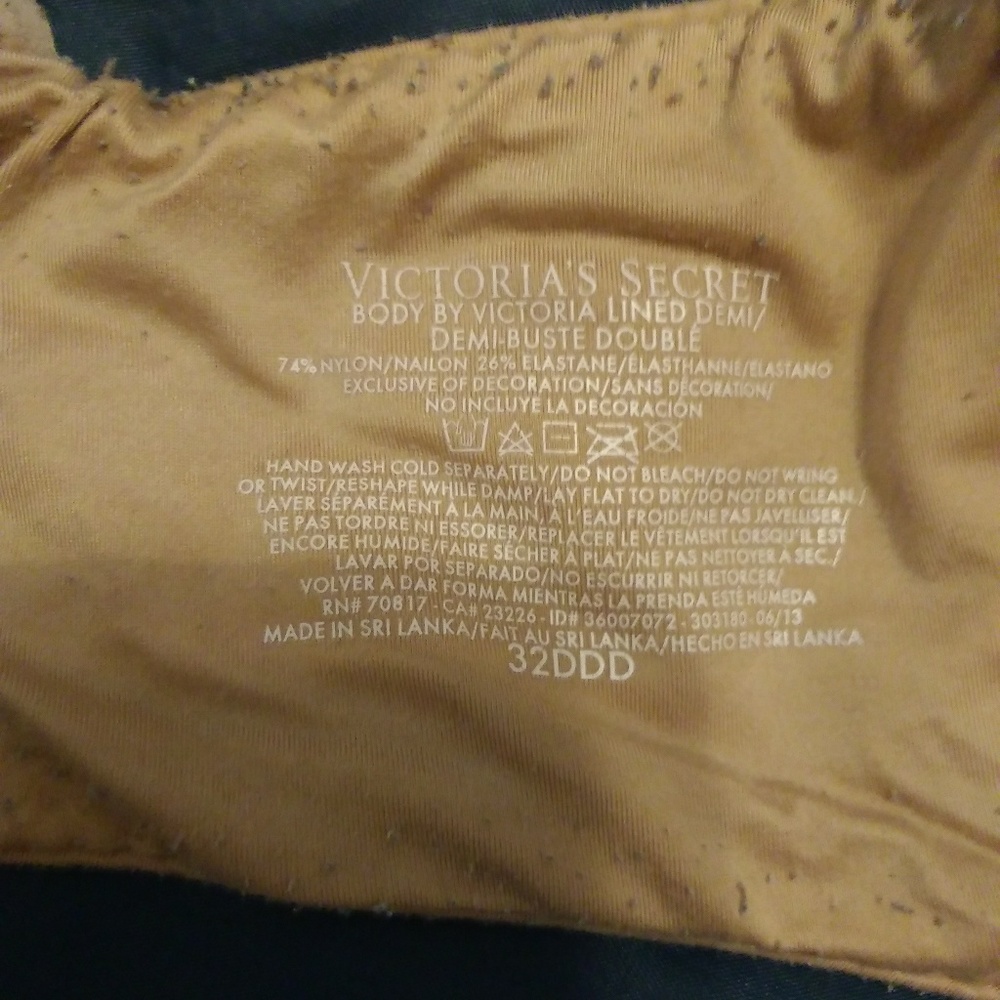 VICTORIA'S SECRET
BODY BY VICTORIA LINED DEMI/
DEMI-BUSTE DOUBLÉ
74% NYLON/NAILON 26% ELASTANE/ÉLASTHANNE/ELASTANO
EXCLUSIVE OF DECORATION/SANS DÉCORATION/
NO INCLUYE LA DECORACIÓN
HAND WASH COLD SEPARATELY/DO NOT BLEACH/DO NOT WRING
OR TWIST/RESHAPE WHILE DAMP/LAY FLAT TO DRY/DO NOT DRY CLEAN./
LAVER SÉPARÉMENT À LA MAIN, À L'EAU FROIDE/NE PAS JAVELLISER/
NE PAS TORDRE NI ESSORER/REPLACER LE VÊTEMENT LORSQU'IL EST
ENCORE HUMIDE/FAIRE SÉCHER À PLAT/NE PAS NETTOYER À SEC./
LAVAR POR SEPARADO/NO ESCURRIR NI RETORCER/
VOLVER A DAR FORMA MIENTRAS LA PRENDA ESTÉ HÚMEDA
RN# 70817 - CA# 23226 - ID# 36007072 - 303180 - 06/13
MADE IN SRI LANKA/FAIT AU SRI LANKA/HECHO EN SRI LANKA
32DDD